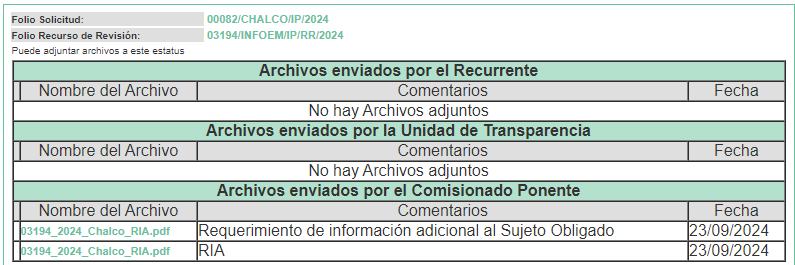 Folio Solicitud: 00082/CHALCO/IP/2024
Folio Recurso de Revisión: 03194/INFOEM/IP/RR/2024
Puede adjuntar archivos a este estatus
Archivos enviados por el Recurrente
Nombre del Archivo Comentarios Fecha
No hay Archivos adjuntos
Archivos enviados por la Unidad de Transparencia
Nombre del Archivo Comentarios Fecha
No hay Archivos adjuntos
Archivos enviados por el Comisionado Ponente
Nombre del Archivo Comentarios Fecha
03194_2024_Chalco_RIA.pdf Requerimiento de información adicional al Sujeto Obligado 23/09/2024
03194_2024_Chalco_RIA.pdf RIA 23/09/2024